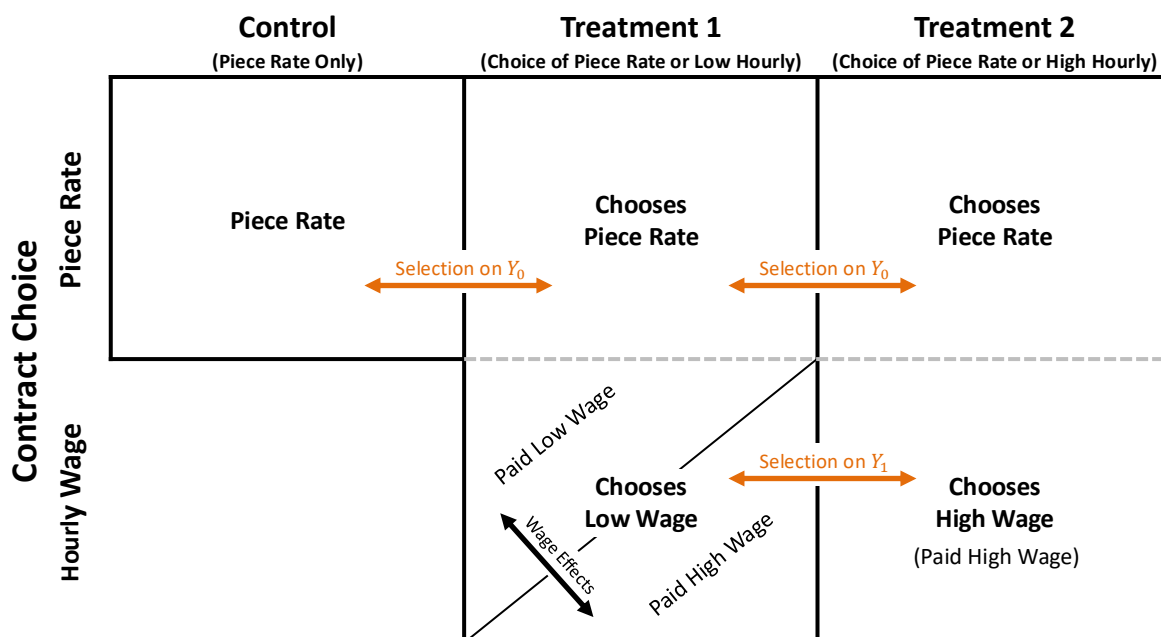 Control
(Piece Rate Only)
Treatment 1
(Choice of Piece Rate or Low Hourly)
Treatment 2
(Choice of Piece Rate or High Hourly)
Contract Choice
Piece Rate
Piece Rate
Chooses
Piece Rate
Chooses
Piece Rate
Selection on Y₀
Selection on Y₀
Hourly Wage
Paid Low Wage
Chooses
Low Wage
Wage Effects
Paid High Wage
Selection on Y₁
Chooses
High Wage
(Paid High Wage)